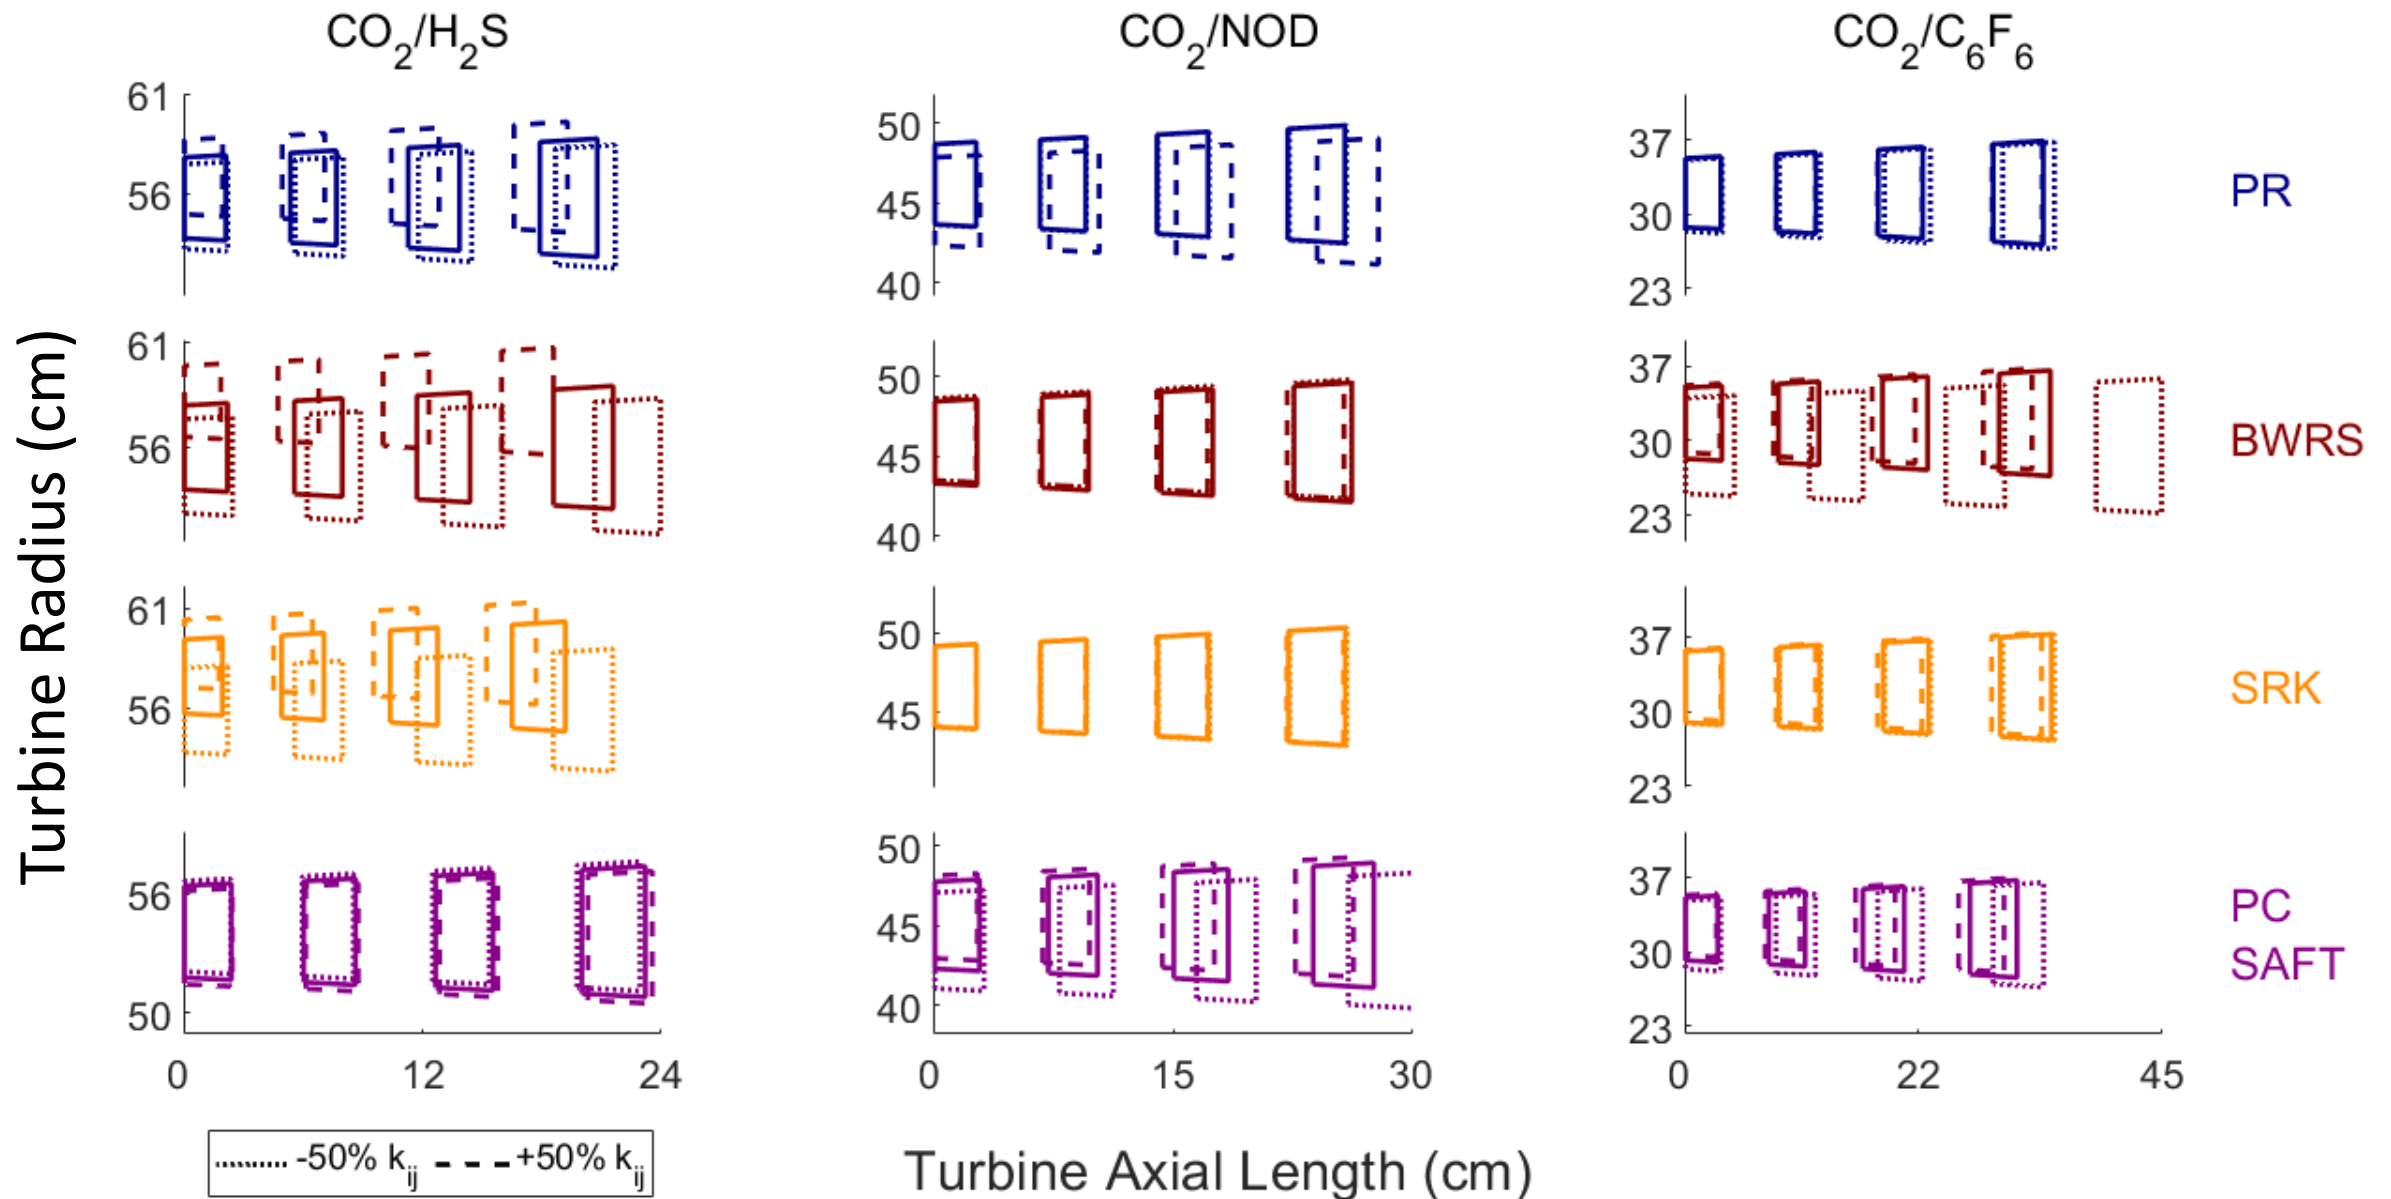 CO2/H2S CO2/NOD CO2/C6F6
61
56
50
45
40
37
30
23
PR
61
56
50
45
40
37
30
23
BWRS
61
56
50
45
37
30
23
SRK
56
50
50
45
40
37
30
23
PC
SAFT
0 12 24
0 15 30
0 22 45
Turbine Radius (cm)
Turbine Axial Length (cm)
-50% kij +50% kij